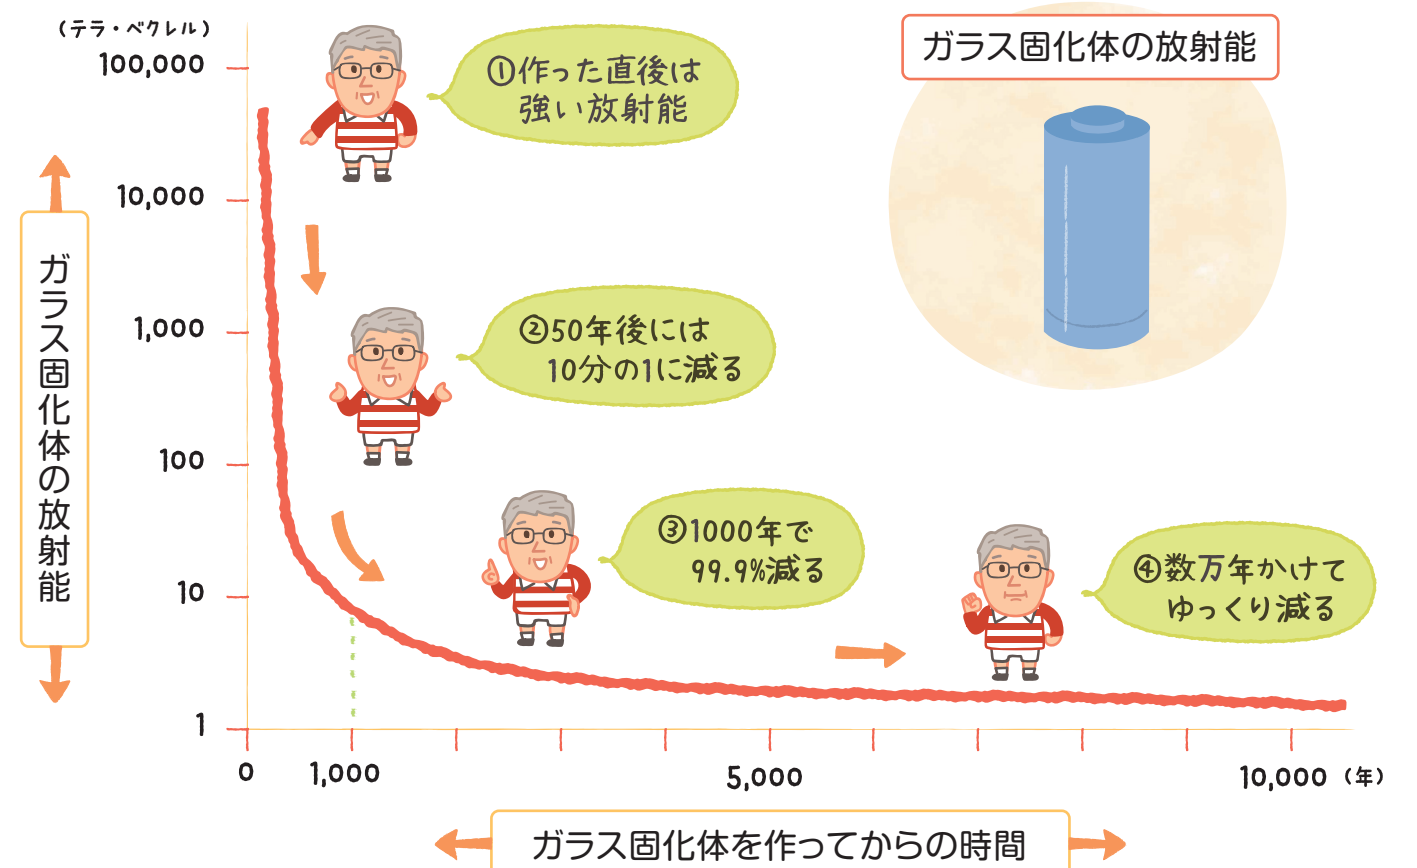 （テラ・ベクレル）
100,000
10,000
1,000
100
10
1
ガラス固化体の放射能
①作った直後は
強い放射能
ガラス固化体の放射能
②50年後には
10分の1に減る
③1000年で
99.9%減る
④数万年かけて
ゆっくり減る
0
1,000
5,000
10,000
（年）
ガラス固化体を作ってからの時間